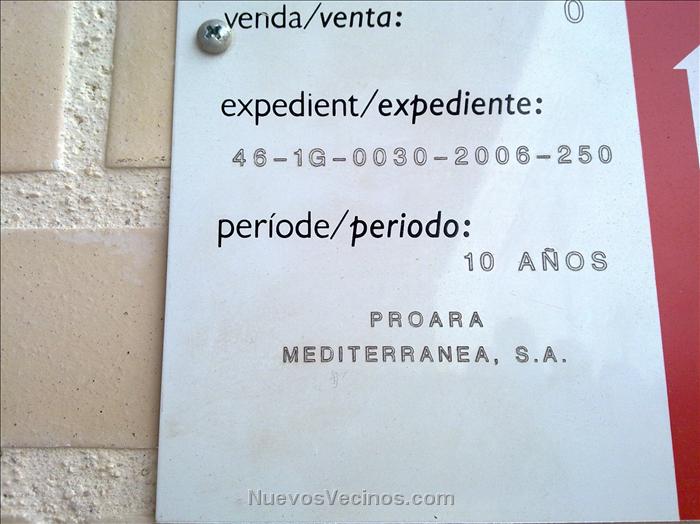 venda/venta: 0
expedient/expediente:
46-1G-0030-2006-250
període/periodo:
10 AÑOS
PROARA
MEDITERRANEA, S.A.
NuevosVecinos.com